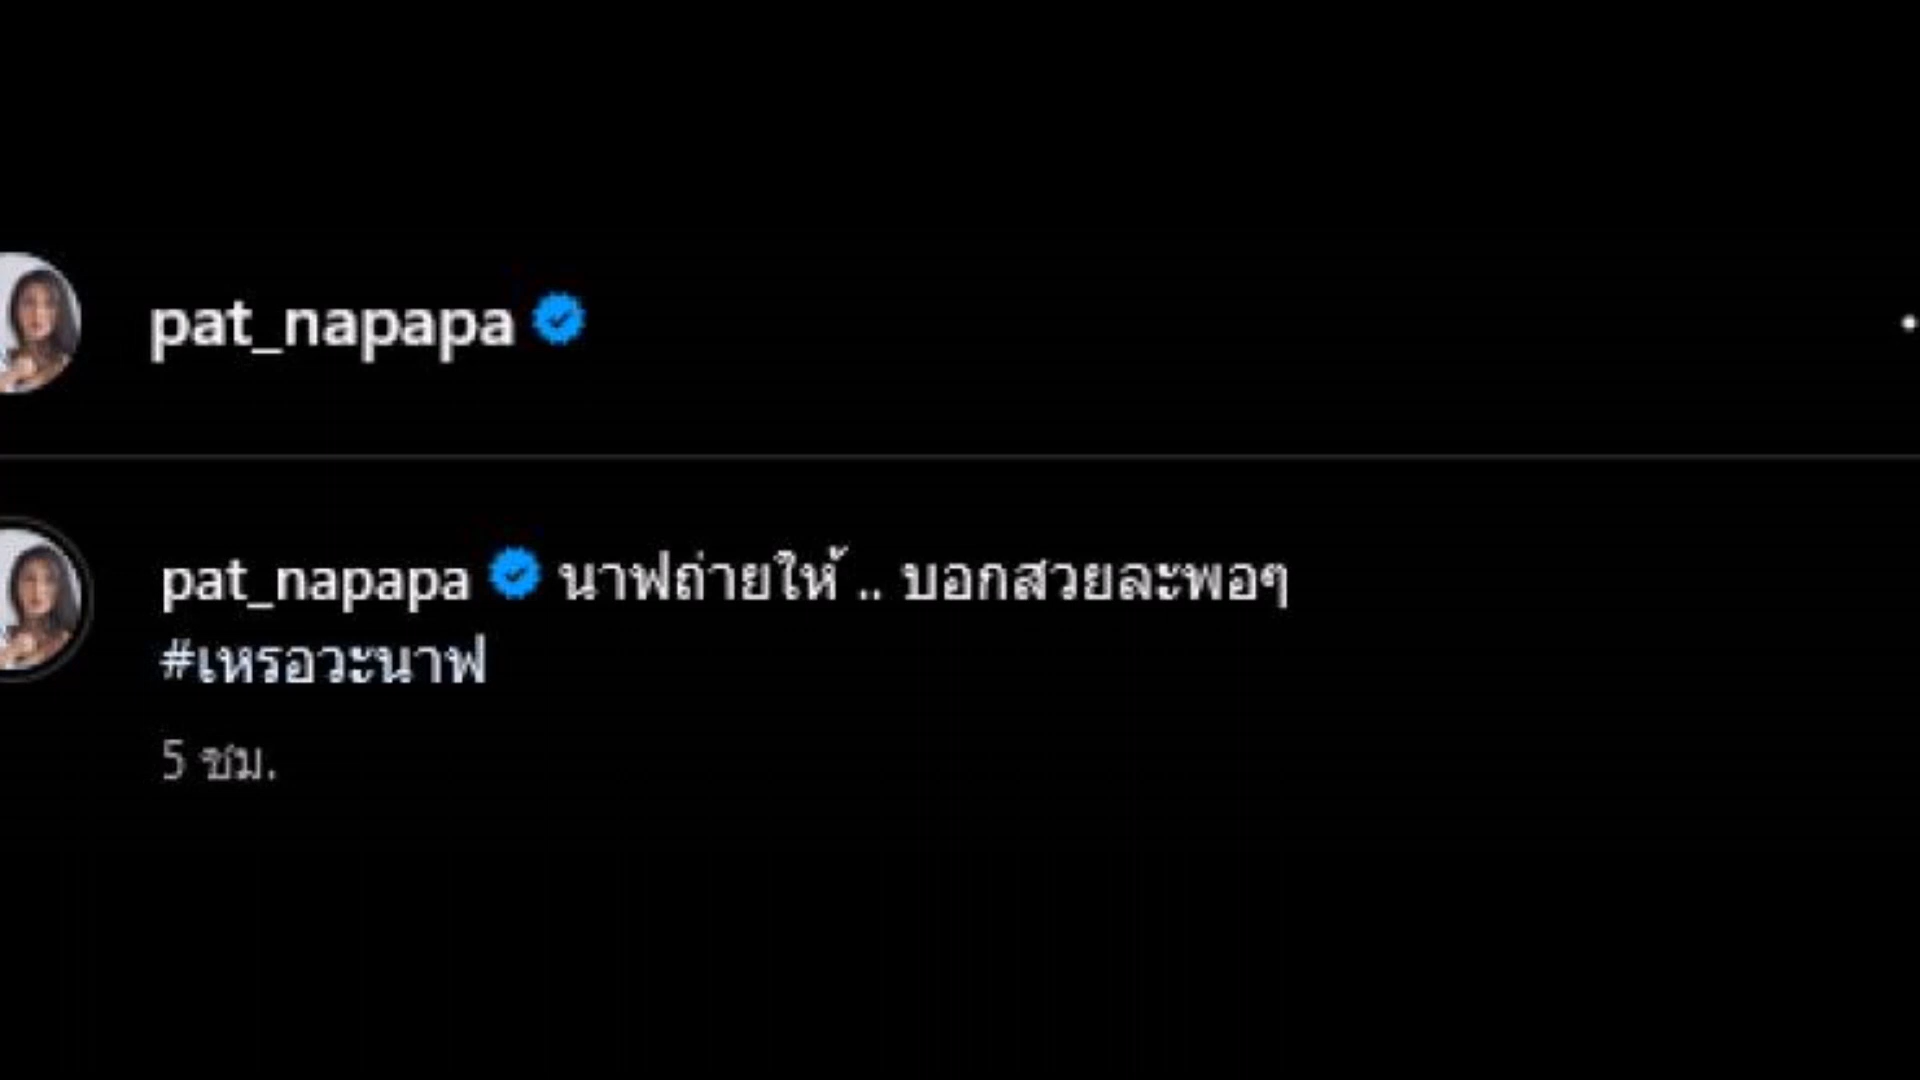 pat_napapa
pat_napapa นาฟถ่ายให้ .. บอกสวยละพอๆ
#เหรอวะนาฟ
5 ชม.